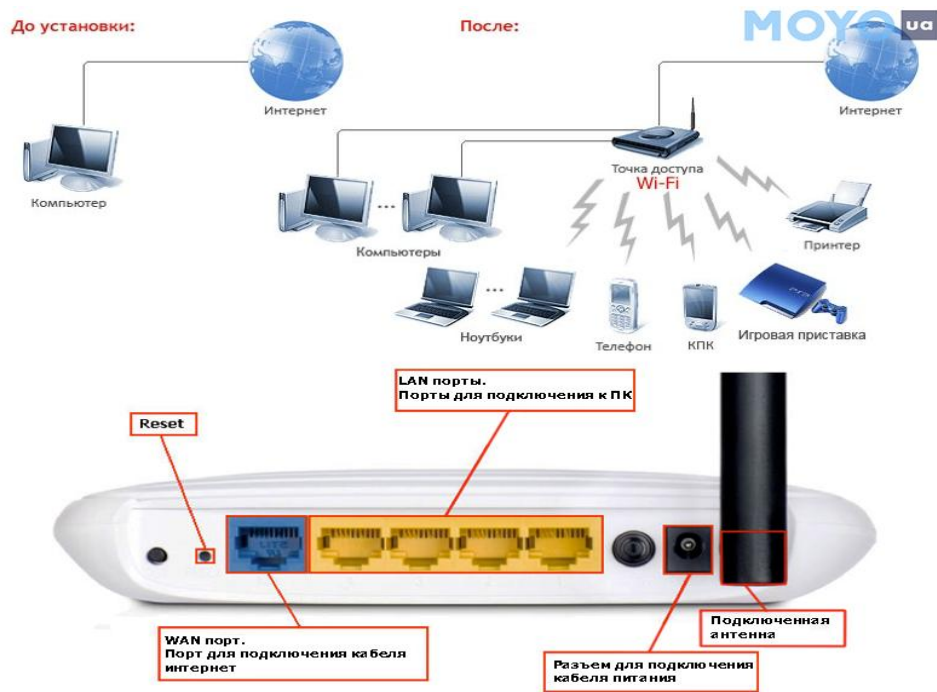 До установки:
После:
MOYO ua
Интернет
Интернет
Компьютер
Точка доступа
Wi-Fi
...
Компьютеры
Принтер
...
PS3
Ноутбуки
Телефон
КПК
Игровая приставка
LAN порты.
Порты для подключения к ПК
Reset
WAN порт.
Порт для подключения кабеля
интернет
Подключенная
антенна
Разъем для подключения
кабеля питания